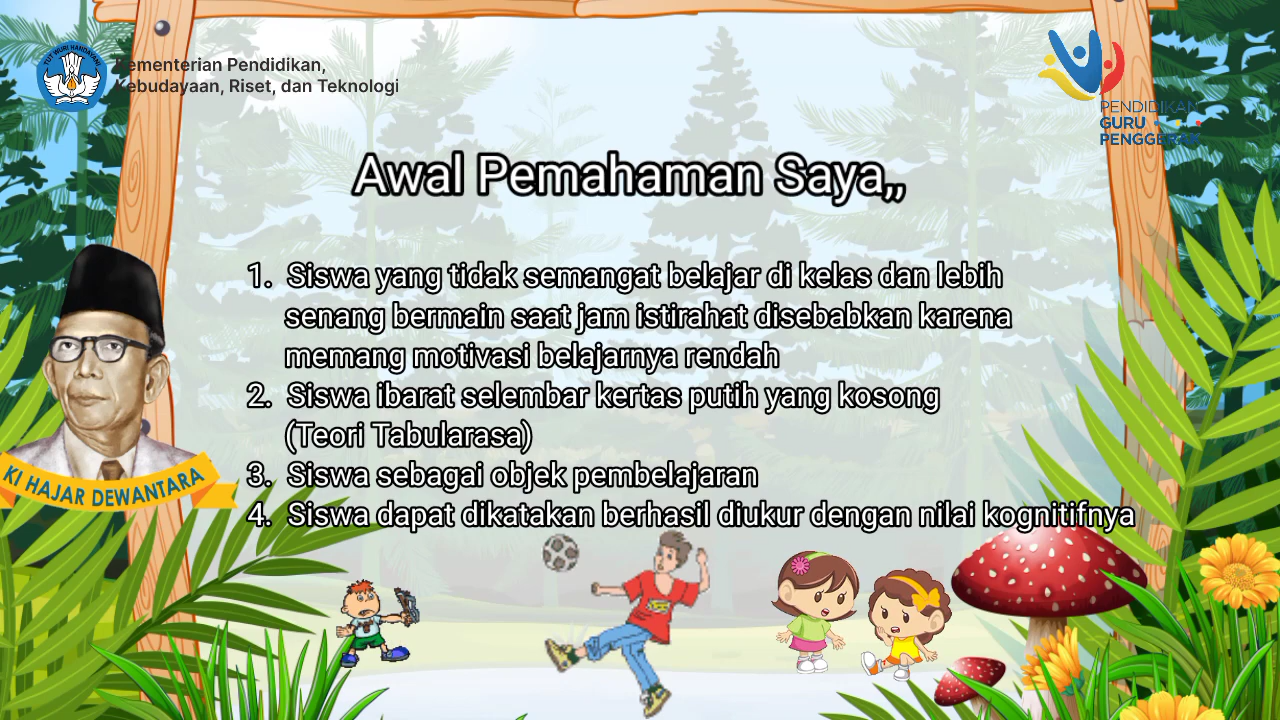 TUT WURI HANDAYANI
Kementerian Pendidikan,
Kebudayaan, Riset, dan Teknologi
PENDIDIKAN
GURU
PENGGERAK
Awal Pemahaman Saya,,
1. Siswa yang tidak semangat belajar di kelas dan lebih
senang bermain saat jam istirahat disebabkan karena
memang motivasi belajarnya rendah
2. Siswa ibarat selembar kertas putih yang kosong
(Teori Tabularasa)
3. Siswa sebagai objek pembelajaran
4. Siswa dapat dikatakan berhasil diukur dengan nilai kognitifnya
KI HAJAR DEWANTARA